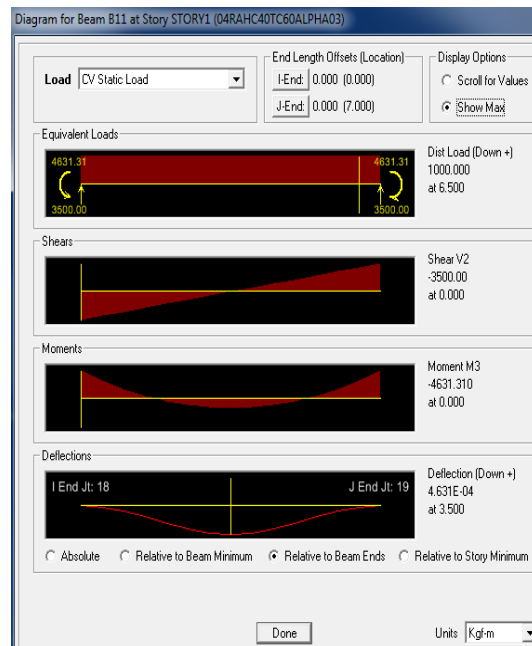 Diagram for Beam B11 at Story STORY1 (04RAHC40TC60ALPHA03)
Load CV Static Load
End Length Offsets (Location)
I-End: 0.000 (0.000)
J-End: 0.000 (7.000)
Display Options
Scroll for Values
Show Max
Equivalent Loads
4631.31 4631.31
3500.00 3500.00
Dist Load (Down +)
1000.000
at 6.500
Shears
Shear V2
-3500.00
at 0.000
Moments
Moment M3
-4631.310
at 0.000
Deflections
I End Jt: 18 J End Jt: 19
Deflection (Down +)
4.631E-04
at 3.500
Absolute Relative to Beam Minimum Relative to Beam Ends Relative to Story Minimum
Done Units Kgf-m